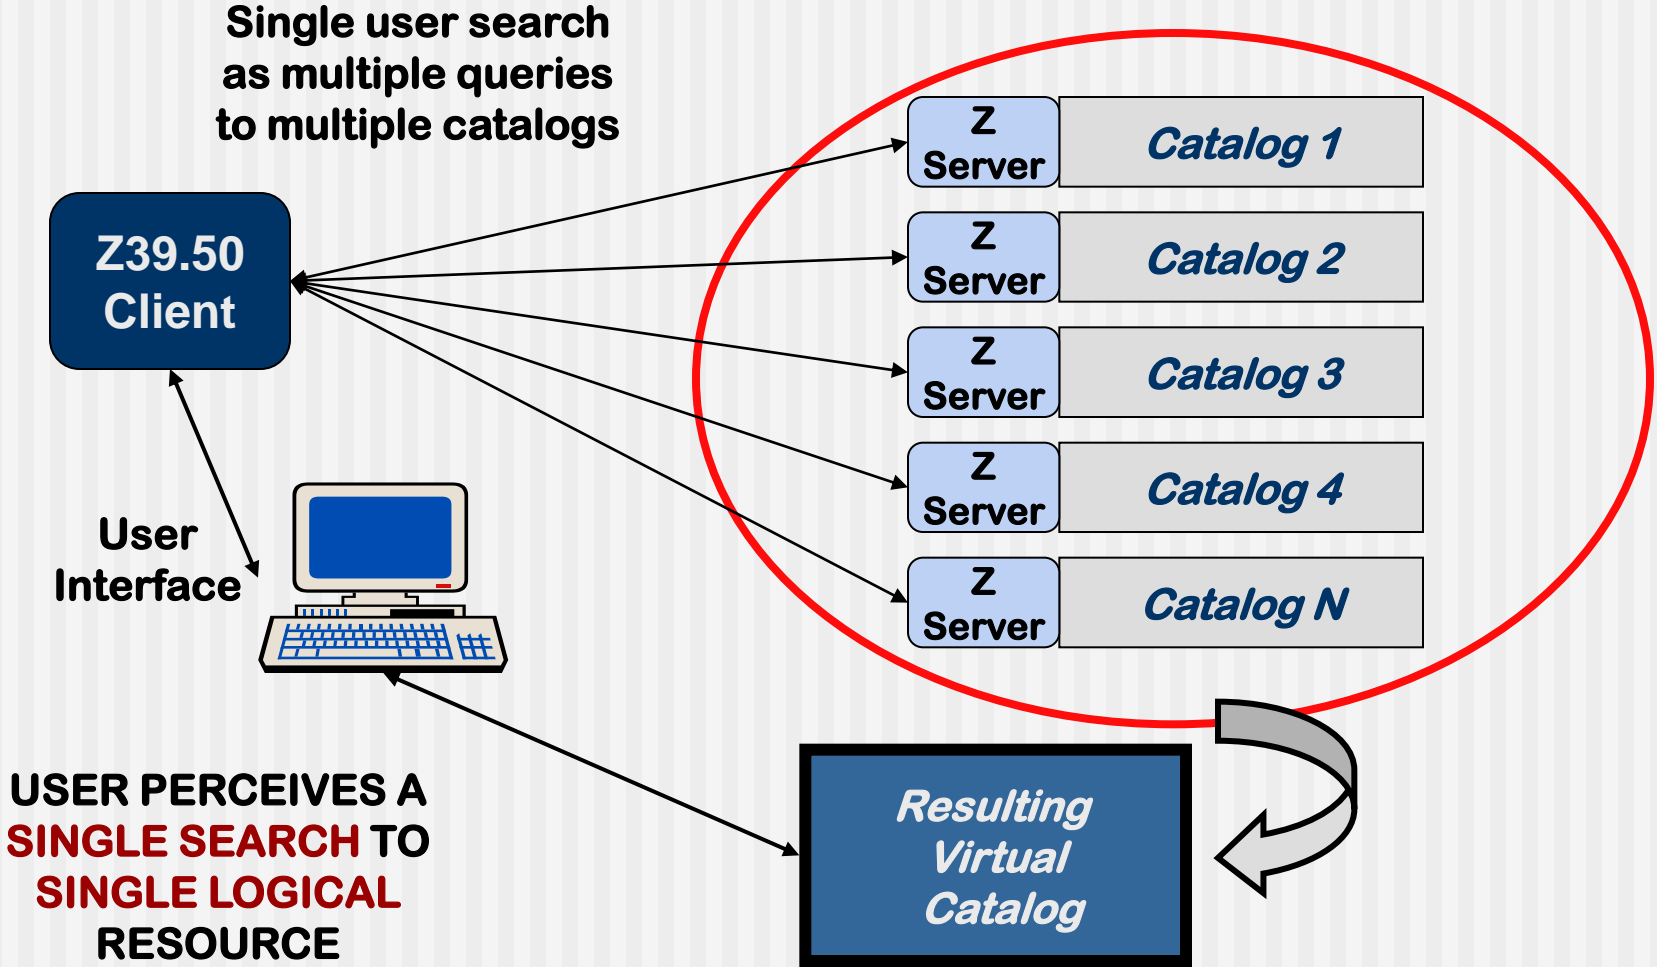 Single user search
as multiple queries
to multiple catalogs
Z39.50
Client
Z
Server
Catalog 1
Z
Server
Catalog 2
Z
Server
Catalog 3
Z
Server
Catalog 4
Z
Server
Catalog N
User
Interface
USER PERCEIVES A
SINGLE SEARCH TO
SINGLE LOGICAL
RESOURCE
Resulting
Virtual
Catalog